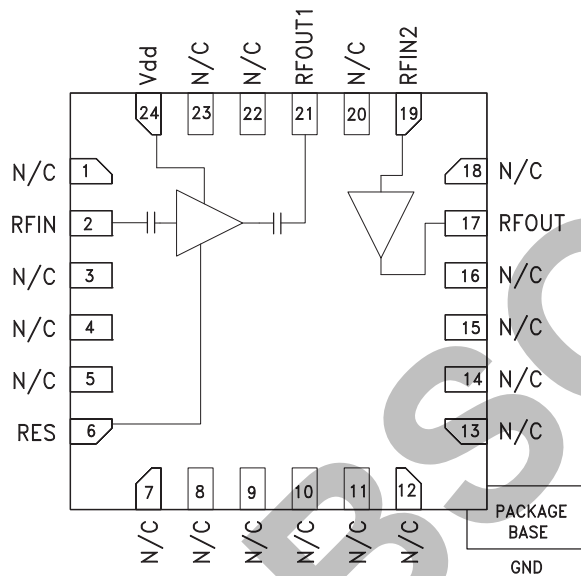 Vdd
N/C
N/C
RFOUT1
N/C
RFIN2
24
23
22
21
20
19
N/C 1
18 N/C
RFIN 2
17 RFOUT
N/C 3
16 N/C
N/C 4
15 N/C
N/C 5
14 N/C
RES 6
13 N/C
7
8
9
10
11
12
N/C
N/C
N/C
N/C
N/C
N/C
PACKAGE
BASE
GND
BSO